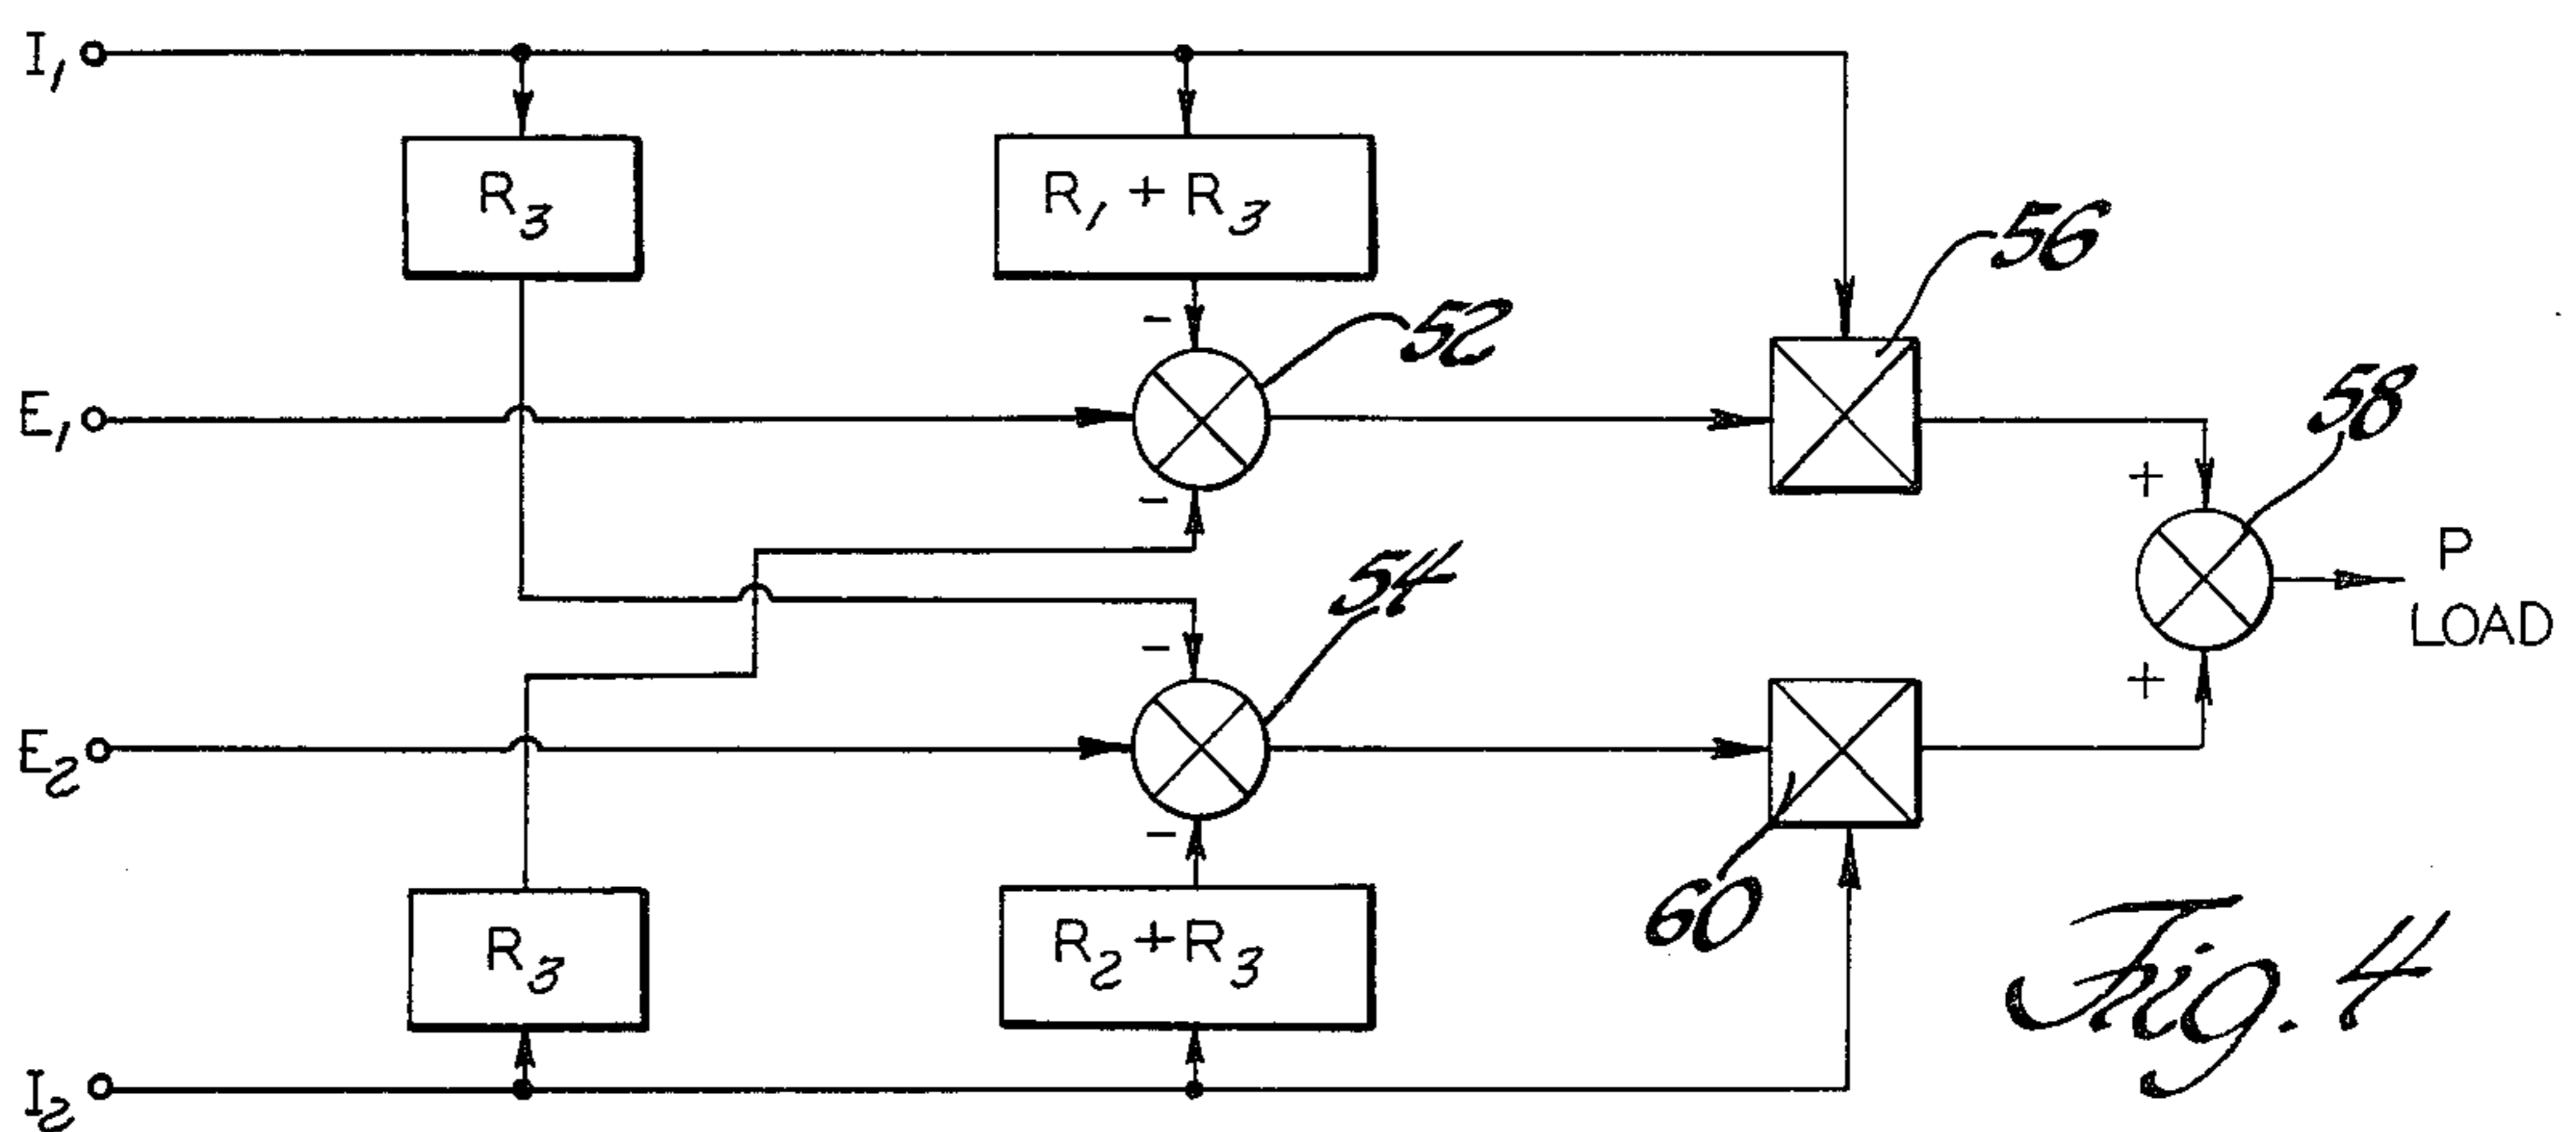 I₁
R₃
R₁ + R₃
56
52
E₁
58
-
-
+
P
LOAD
54
-
+
E₂
-
60
R₃
R₂ + R₃
I₂
Fig. 4